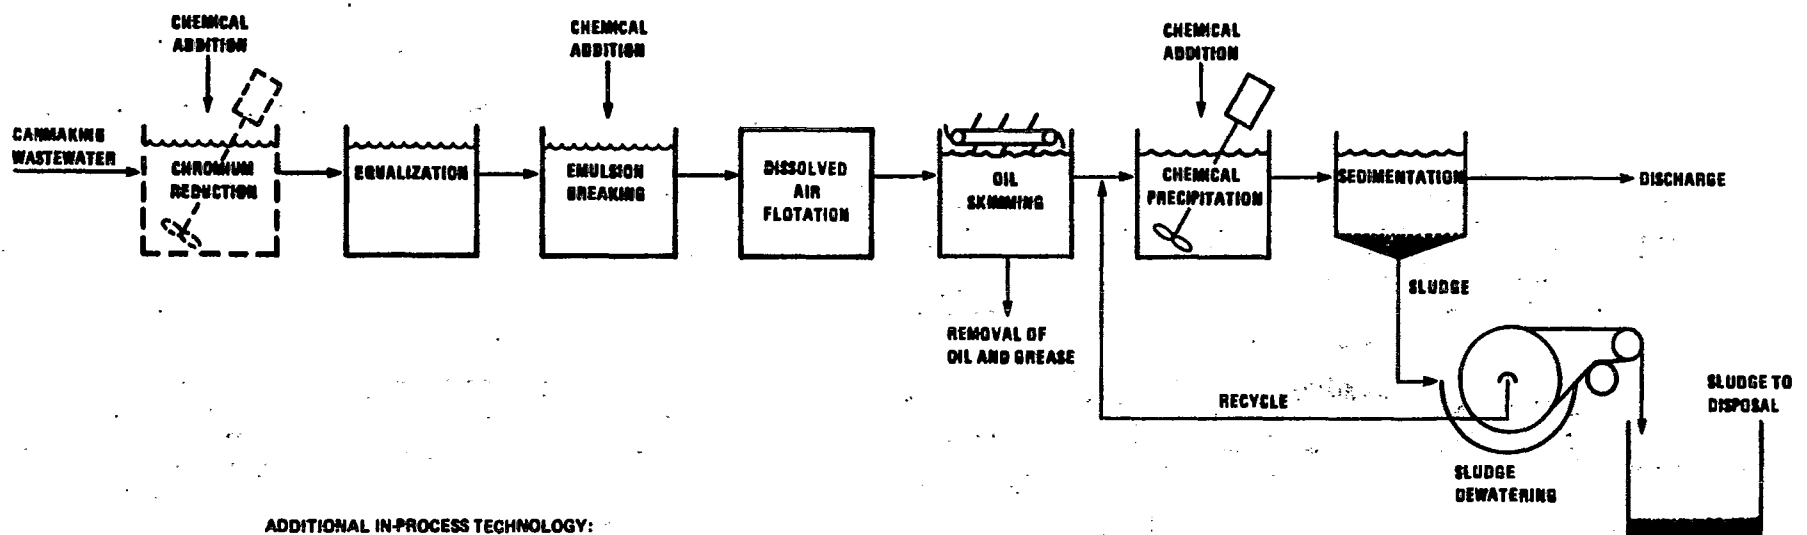 CHEMICAL
ADDITION
CHEMICAL
ADDITION
CHEMICAL
ADDITION
CANMAKING
WASTEWATER
CHROMIUM
REDUCTION
EQUALIZATION
EMULSION
BREAKING
DISSOLVED
AIR
FLOTATION
OIL
SKIMMING
CHEMICAL
PRECIPITATION
SEDIMENTATION
DISCHARGE
SLUDGE
REMOVAL OF
OIL AND GREASE
RECYCLE
SLUDGE TO
DISPOSAL
SLUDGE
DEWATERING
ADDITIONAL IN-PROCESS TECHNOLOGY: